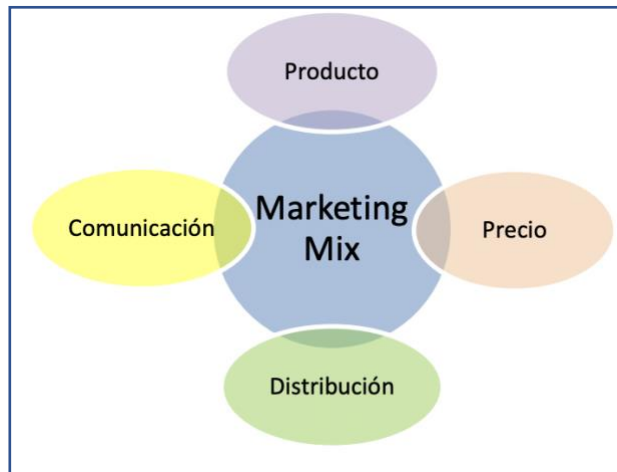 Producto
Comunicación
Marketing
Mix
Precio
Distribución